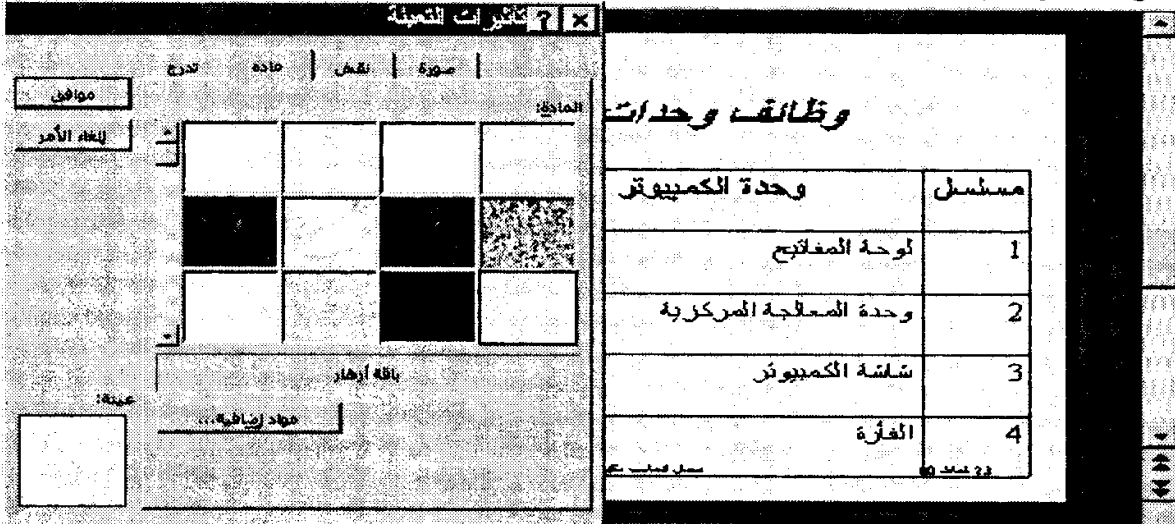 تأثيرات التعبئة
تدرج
مادة
نقش
صورة
موافق
إلغاء الأمر
المادة:
باقة أزهار
مواد إضافية...
عينة:
وظائف وحدات
مسلسل وحدة الكمبيوتر
1 لوحة المفاتيح
2 وحدة المعالجة المركزية
3 شاشة الكمبيوتر
4 الفأرة